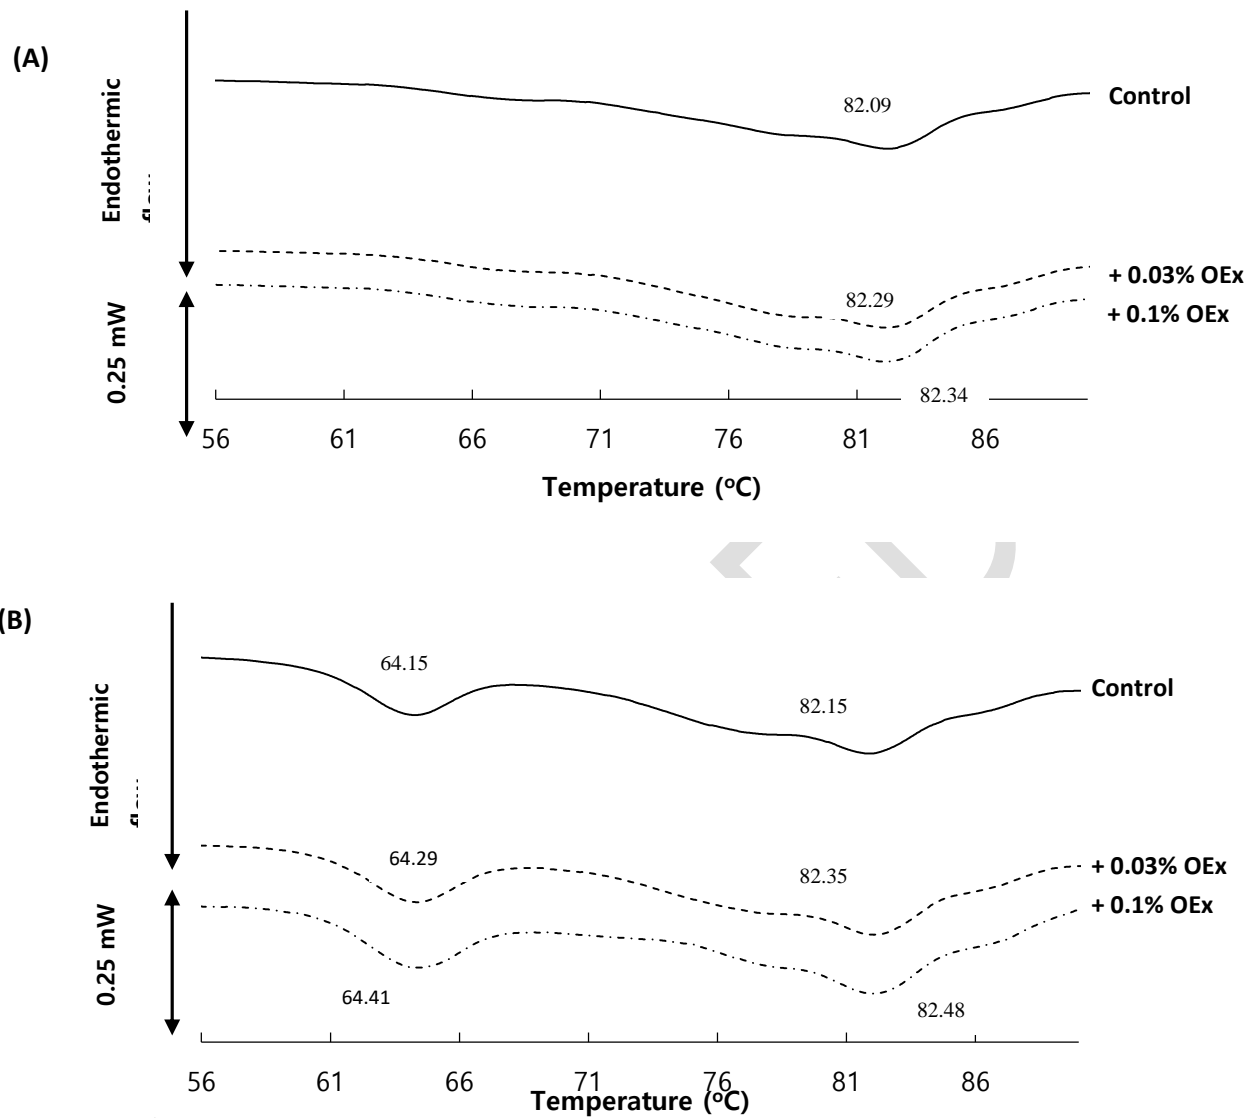 (A)
Endothermic
82.09
Control
82.29
+ 0.03% OEx
+ 0.1% OEx
0.25 mW
82.34
56 61 66 71 76 81 86
Temperature (oC)
(B)
Endothermic
64.15
82.15
Control
64.29
82.35
+ 0.03% OEx
+ 0.1% OEx
0.25 mW
64.41
82.48
56 61 66 71 76 81 86
Temperature (oC)